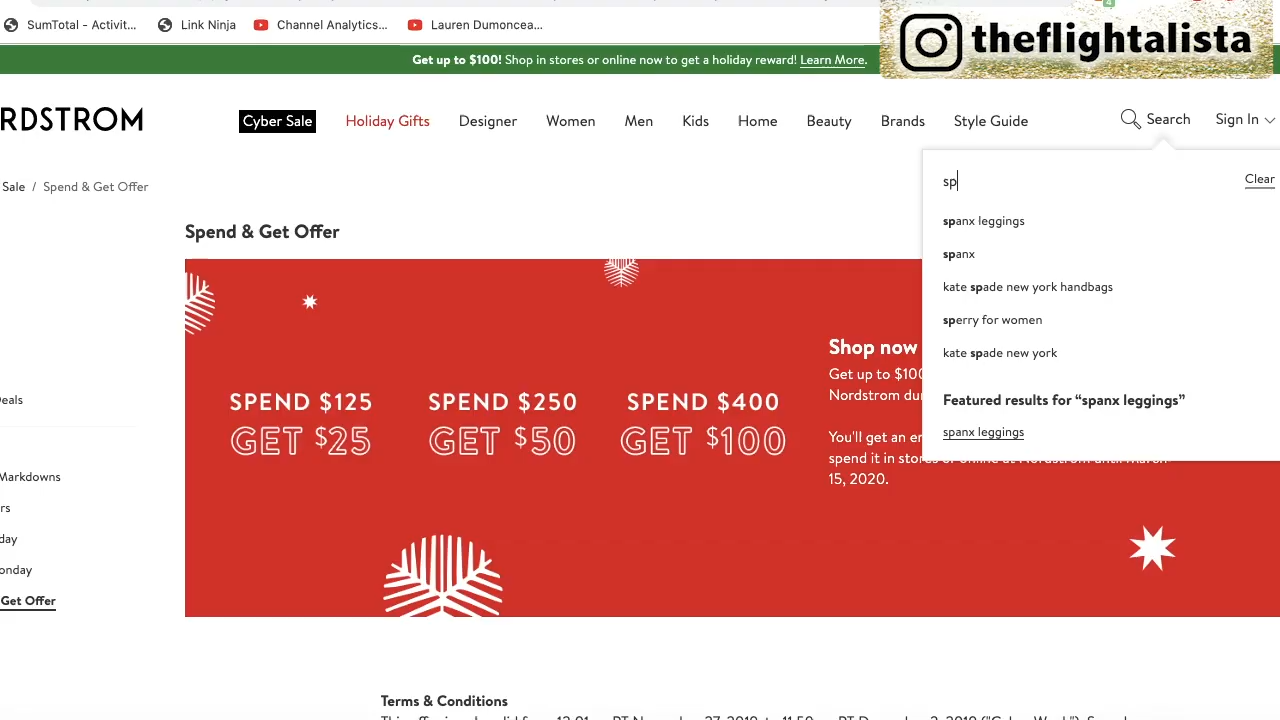 SumTotal - Activit... Link Ninja Channel Analytics... Lauren Dumoncea...
theflightalista
Get up to $100! Shop in stores or online now to get a holiday reward! Learn More.
RDSTROM
Cyber Sale Holiday Gifts Designer Women Men Kids Home Beauty Brands Style Guide
Search Sign In
Sale / Spend & Get Offer
sp Clear
spanx leggings
spanx
kate spade new york handbags
sperry for women
kate spade new york
Featured results for “spanx leggings”
spanx leggings
Spend & Get Offer
SPEND $125 SPEND $250 SPEND $400
GET $25 GET $50 GET $100
Shop now
Get up to $100
Nordstrom
You'll get an
spend it in stores or online at Nordstrom until March
15, 2020.
Markdowns
Get Offer
Terms & Conditions